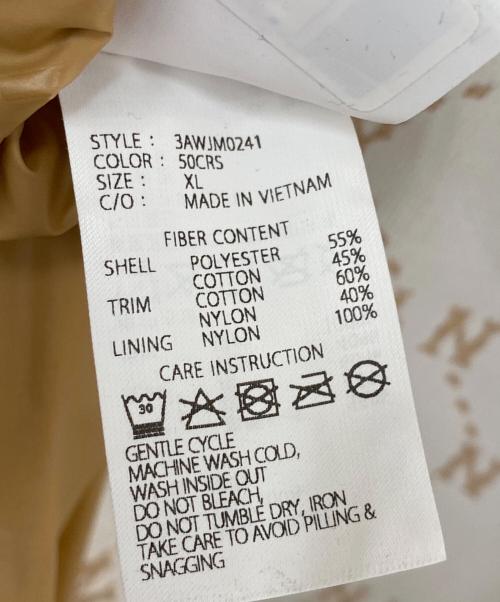 STYLE : 3AWJM0241
COLOR : 50CRS
SIZE : XL
C/O : MADE IN VIETNAM
FIBER CONTENT
SHELL POLYESTER 55%
COTTON 45%
TRIM COTTON 60%
NYLON 40%
LINING NYLON 100%
CARE INSTRUCTION
30
GENTLE CYCLE
MACHINE WASH COLD,
WASH INSIDE OUT
DO NOT BLEACH,
DO NOT TUMBLE DRY, IRON
TAKE CARE TO AVOID PILLING &
SNAGGING
N
N